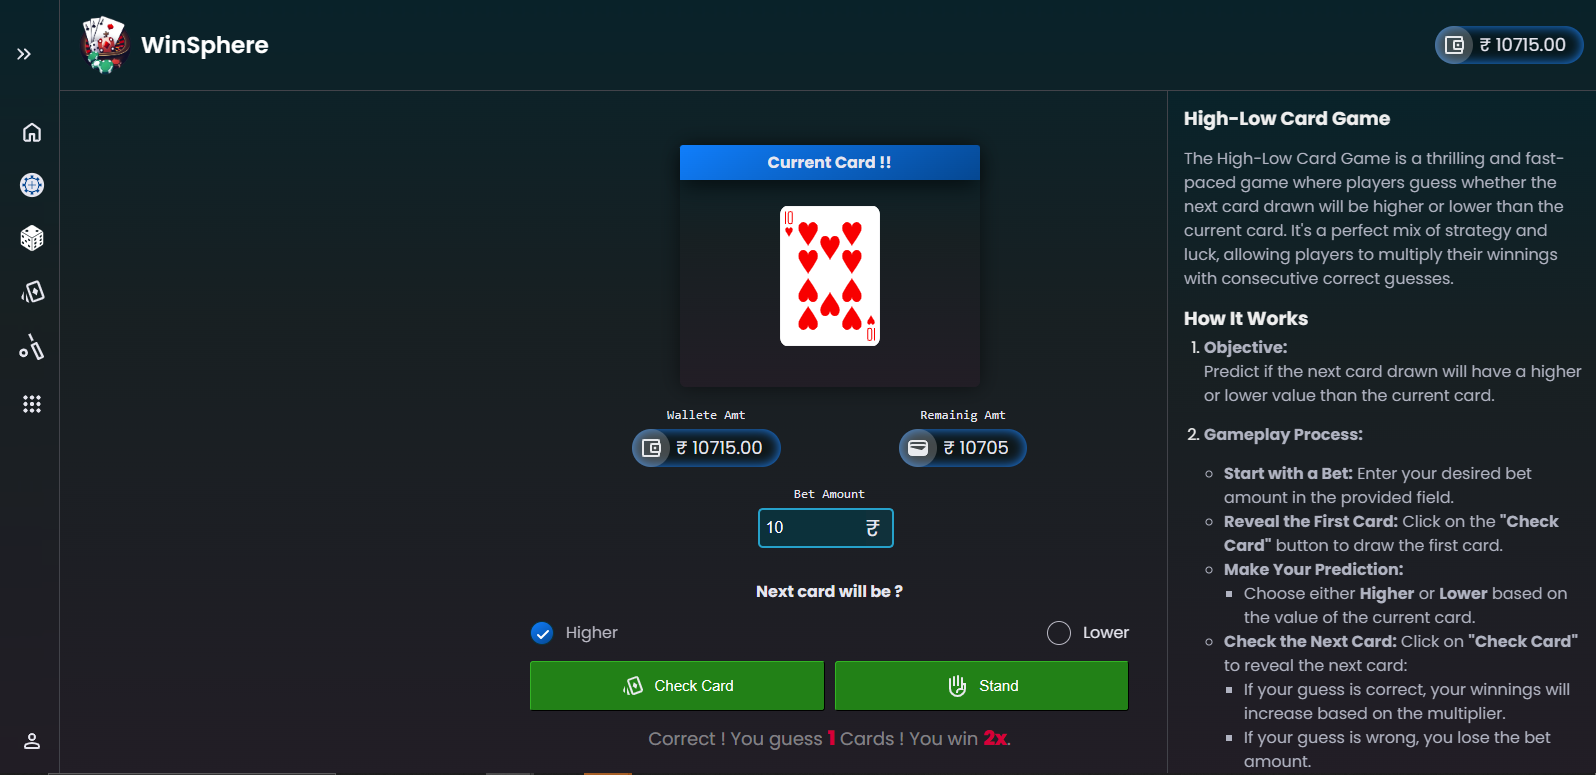 WinSphere
₹ 10715.00
Current Card !!
10
10
Wallete Amt
Remainig Amt
₹ 10715.00
₹ 10705
Bet Amount
10 ₹
Next card will be ?
Higher
Lower
Check Card
Stand
Correct ! You guess 1 Cards ! You win 2x.
High-Low Card Game
The High-Low Card Game is a thrilling and fast-
paced game where players guess whether the
next card drawn will be higher or lower than the
current card. It's a perfect mix of strategy and
luck, allowing players to multiply their winnings
with consecutive correct guesses.
How It Works
1. Objective:
Predict if the next card drawn will have a higher
or lower value than the current card.
2. Gameplay Process:
Start with a Bet: Enter your desired bet
amount in the provided field.
Reveal the First Card: Click on the "Check
Card" button to draw the first card.
Make Your Prediction:
Choose either Higher or Lower based on
the value of the current card.
Check the Next Card: Click on "Check Card"
to reveal the next card:
If your guess is correct, your winnings will
increase based on the multiplier.
If your guess is wrong, you lose the bet
amount.